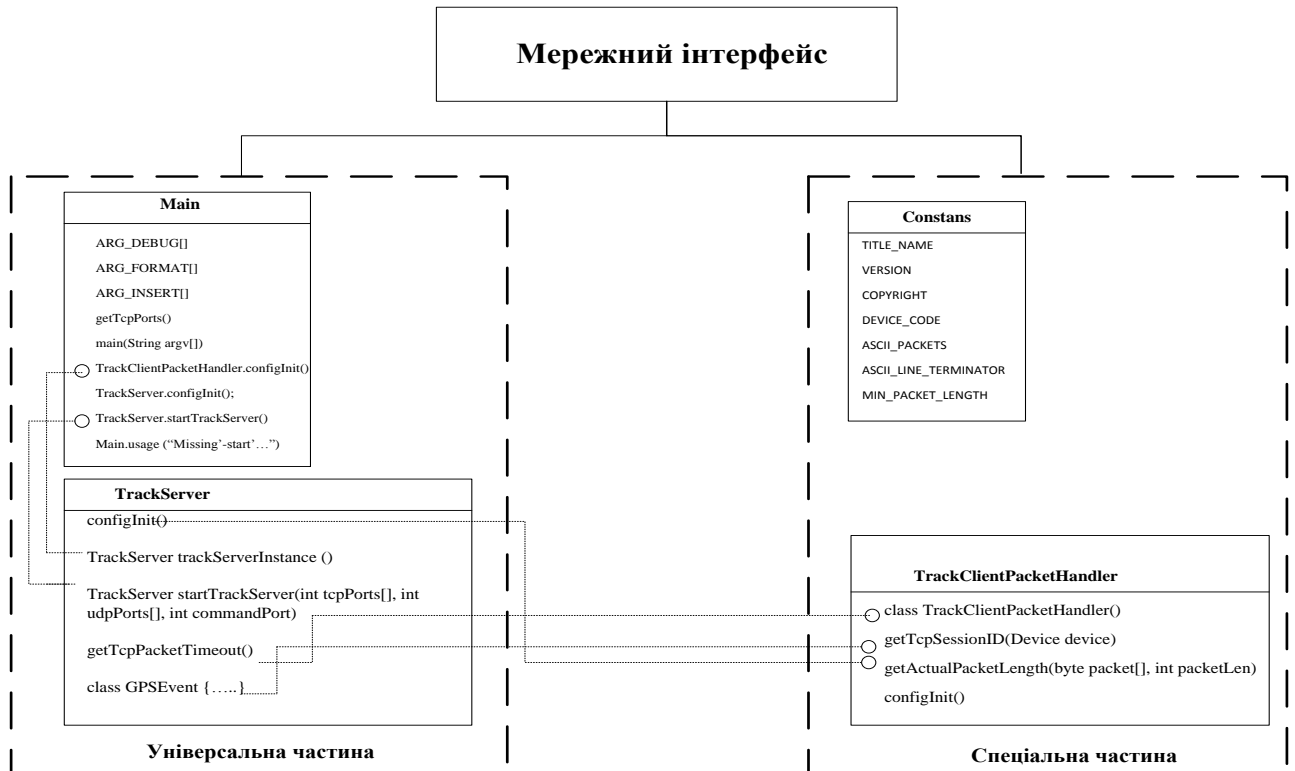 Мережний інтерфейс
Main
ARG_DEBUG[]
ARG_FORMAT[]
ARG_INSERT[]
getTcpPorts()
main(String argv[])
TrackClientPacketHandler.configInit()
TrackServer.configInit();
TrackServer.startTrackServer()
Main.usage (“Missing’-start’…”)
TrackServer
configInit()
TrackServer trackServerInstance ()
TrackServer startTrackServer(int tcpPorts[], int
udpPorts[], int commandPort)
getTcpPacketTimeout()
class GPSEvent {…..}
Універсальна частина
Constans
TITLE_NAME
VERSION
COPYRIGHT
DEVICE_CODE
ASCII_PACKETS
ASCII_LINE_TERMINATOR
MIN_PACKET_LENGTH
TrackClientPacketHandler
class TrackClientPacketHandler()
getTcpSessionID(Device device)
getActualPacketLength(byte packet[], int packetLen)
configInit()
Спеціальна частина